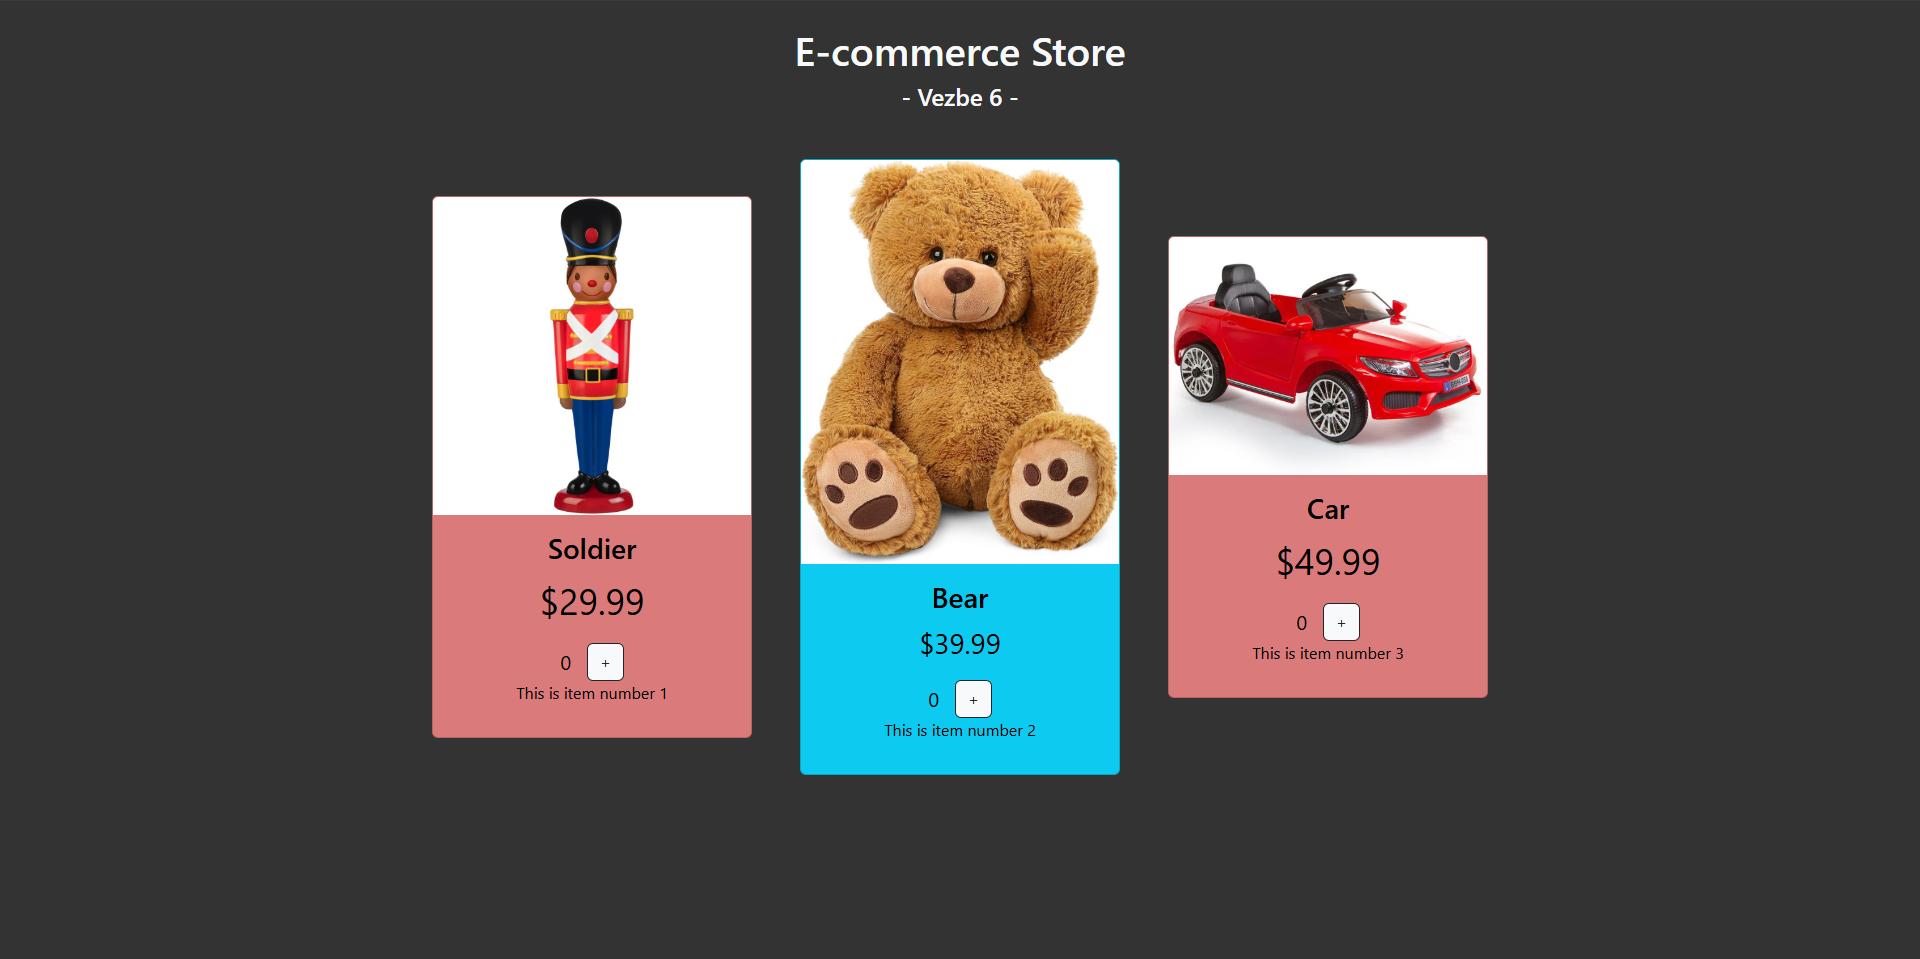 E-commerce Store
- Vezbe 6 -
Soldier
$29.99
0 +
This is item number 1
Bear
$39.99
0 +
This is item number 2
Car
$49.99
0 +
This is item number 3